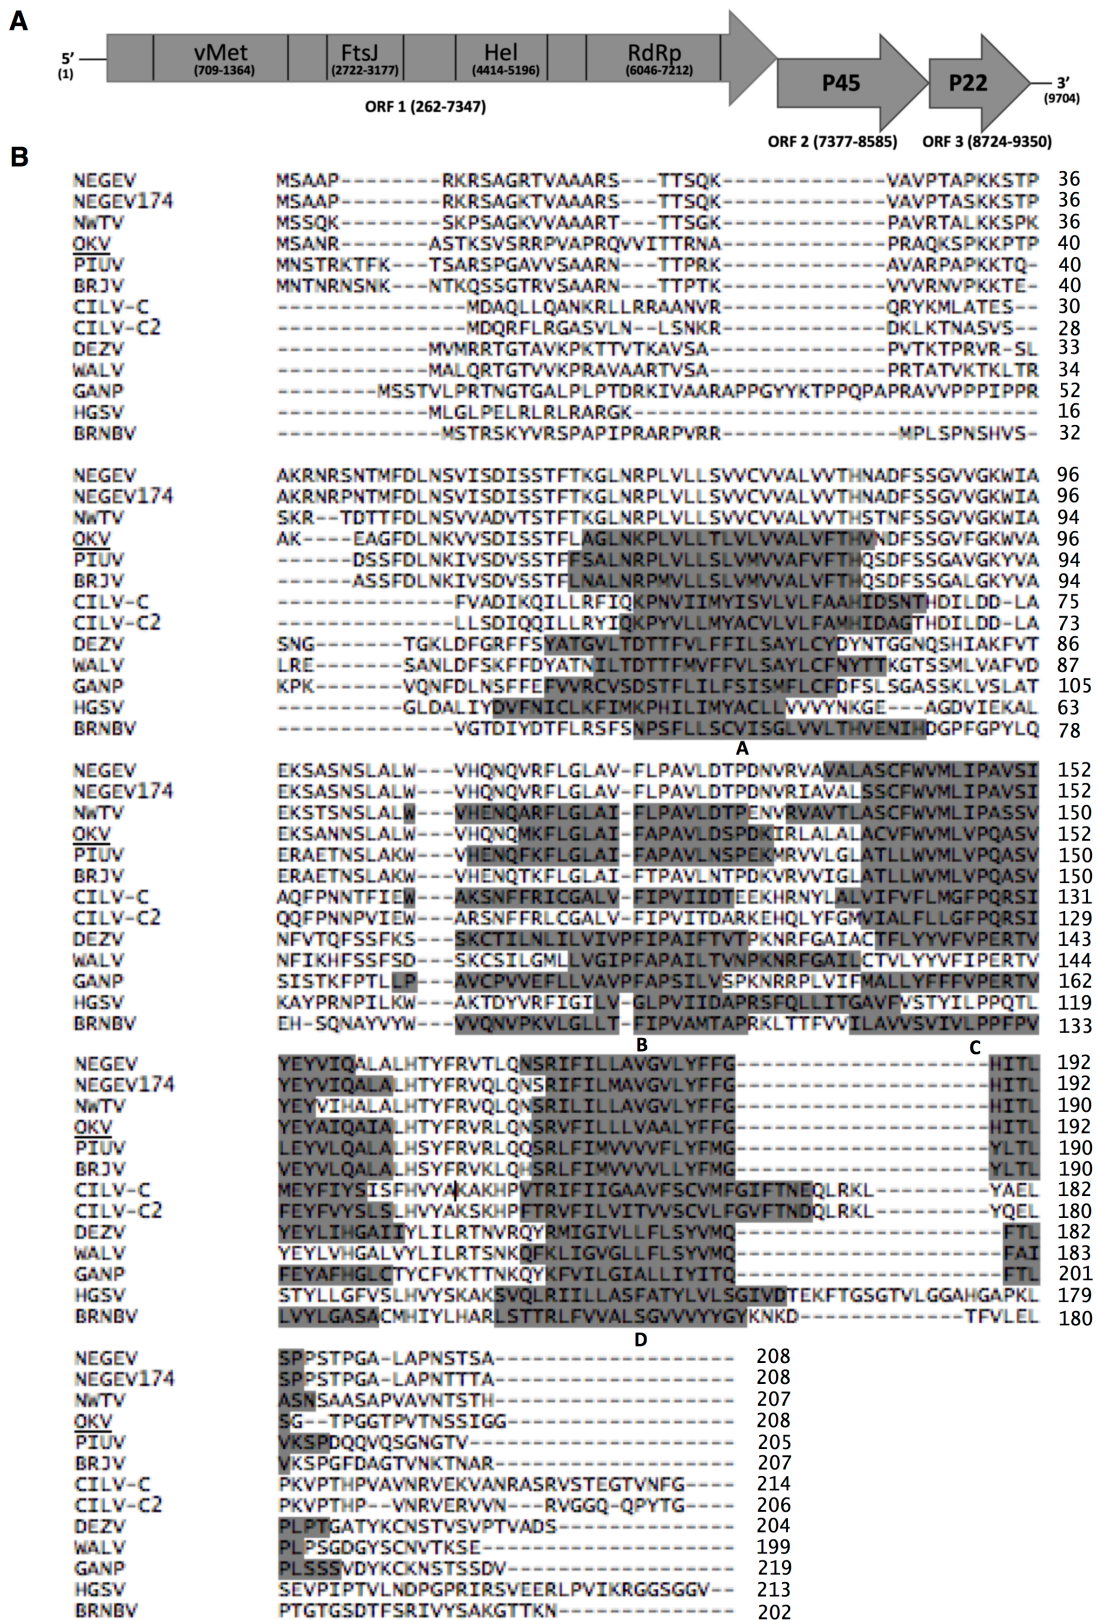 A
5’ vMet FtsJ Hel RdRp P45 P22 3’
(1) (709-1364) (2722-3177) (4414-5196) (6046-7212) (9704)
ORF 1 (262-7347)
ORF 2 (7377-8585) ORF 3 (8724-9350)
B
NEGEV MSAAP--------RKRSAGRTVAAARS---TTSQK-------------VAVPTAPKKSTP 36
NEGEV174 MSAAP--------RKRSAGKTVAAARS---TTSQK-------------VAVPTASKKSTP 36
NWTV MSSQK--------SKPSAGKVVAAART---TTSGK-------------PAVRTALKKSPK 36
OKV MSANR-------ASTKSVSRRPVAPRQVVITTRNA-------------PRAQKSPKKPTP 40
PIUV MNSTRKTFK---TSARSPGAVVSAARN---TTPRK-------------AVARPAPKKTQ- 40
BRJV MNTNRNSNK---NTKQSSGTRVSAARN---TTPTK-------------VVVRNVPKKTE- 40
CILV-C ---------------MDAQLLQANKRLLRRAANVR-------------QRYKMLATES-- 30
CILV-C2 ---------------MDQRFLRGASVLN--LSNKR-------------DKLKTNASVS-- 28
DEZV ------------MVMRRTGTAVKPKTTVTKAVSA--------------PVTKTPRVR-SL 33
WALV ------------MALQRTGTVVKPRAVAARTVSA--------------PRTATVKTKLTR 34
GANP --------MSSTVLPRTNGTGALPLPTDRKIVAARAPPGYYKTPPQPAPRAVVPPPIPPR 52
HGSV ------------MLGLPELRLRLRARGK-------------------------------- 16
BRNBV -------------MSTRSKYVRSPAPIPRARPVRR--------------MPLSPNSHVS- 32
NEGEV AKRNRSNTMFDLNSVISDISSTFTKGLNRPLVLLSVVCVVALVVTHNADFSSGVVGKWIA 96
NEGEV174 AKRNRPNTMFDLNSVISDISSTFTKGLNRPLVLLSVVCVVALVVTHNADFSSGVVGKWIA 96
NWTV SKR--TDTTFDLNSVVADVTSTFTKGLNRPLVLLSVVCVVALVVTHSTNFSSGVVGKWIA 94
OKV AK----EAGFDLNSVVSDISSTFLAGLNKPLVLLTLVLVVALVFTHVNDFSSGVVGKWIA 96
PIUV ------DSSFDLNKIVSDVSSTFFSALNRPLVLLSLVMVVALVFTHQSDFSSGAVGKYVA 94
BRJV ------ASSFDLNKIVSDVSSTFLNALNRPMVLLSLVMVVALVFTHQSDFSSGALGKYVA 94
CILV-C --------------FVADIKQILLRFIQKPNVIIMYISVLVLFAAHIDSNTHDILDD-LA 75
CILV-C2 --------------LLSDIQQILLRYIQKPYVLLMYACVLVLFAMHIDAGTHDILDD-LA 73
DEZV SNG-------TGKLDFGRFFSYATGVLTDTTFVLFFILSAYLCYDYNTGGNQSHIAKFVT 86
WALV LRE-------SANLDFSKFFDYATNILTDTTFMVFFVLSAYLCFNYTTKGTSSMLVAFVD 87
GANP KPK-------VQNFDLNSFFEFVVRCVSDSTFLILFSISMFLCFDFSLSGASSKLVSLAT 105
HGSV ----------GLDALIYDVFNICLKFIMKPHILIMYACLLVVVYNKGE---AGDVIEKAL 63
BRNBV --------------VGTDIYDTFLRSFSNPSFLLSCVISGLVVLTHVENIHDGPFGPYLQ 78
A
NEGEV EKSASNSLALW---VHQNQVRFLGLAV-FLPAVLDTPDNVRVAVALASCFWVMLIPAVSI 152
NEGEV174 EKSASNSLALW---VHQNQVRFLGLAV-FLPAVLDTPDNVRIAVALSSCFWVMLIPAVSI 152
NWTV EKSTSNSLALW---VHENQARFLGLAI-FLPAVLDTPENVRVAVTLASCFWVMLIPAVSI 150
OKV EKSANNSLALW---VHQNQMKFLGLAI-FAPAVLDSPDKIRLALALACVFWVMLVPQASV 152
PIUV ERAETNSLAKW---VHENQFKFLGLAI-FAPAVLNSPEKMRVVLGLATLLWVMLVPQASV 150
BRJV ERAETNSLAKW---VHENQTKFLGLAI-FTPAVLNTPDKVRVVIGLATLLWVMLVPQASV 150
CILV-C AQFPNNTFIEW---AKSNFFRICGALV-FIPVIIDTEEKHRNYLALVIFVFLMGFPQRSI 131
CILV-C2 QQFPNNPVIEW---ARSNFFRLCGALV-FIPVITDARKEHQLYFGMVIALFLLGFPQRSI 129
DEZV NFVTQFSSFKS---SKCTILNLILVIVPFIPAIFTVTPKNRFGAIACTFLYYVFVPERTV 143
WALV NFIKHFSSFSD---SKCSILGMLLVGIPFAPAILTVNPKNRFGAILCTVLYYVFIPERTV 144
GANP SISTKFPTLLP---AVCPVVEFLLVAVPFAPSILVSPKNRRPLVIFMALLYFFFVPERTV 162
HGSV KAYPRNPILKW---AKTDYVRFIGILV-GLPVIIDAPRSFQLLITGAVFVSTYILPPQTL 119
BRNBV EH-SQNAYVYW---VVQNVPKVLGLLT-FIPVAMTAPRKLTTFVVILAVVSVIVLPPFPV 133
B C
NEGEV YEYVIQALALHTYFRVTLQNSRIFILLAVGVLYFFG--------------------HITL 192
NEGEV174 YEYVIQALALHTYFRVQLQNSRIFILMAVGVLYFFG--------------------HITL 192
NWTV YEYVIHALALHTYFRVQLQNSRILILLAVGVLYFFG--------------------HITL 190
OKV YEYAIQAIALHTYFRVRLQNSRVFILLLVAALYFFG--------------------HITL 192
PIUV LEYVLQALALHSYFRVRLQQSRLFIMVVVVFLYFMG--------------------YLTL 190
BRJV VEYVLQALALHSYFRVKLQHSRLFIMVVVVVLYFMG--------------------YLTL 190
CILV-C MEYFIYSISFHVYAKAKHPVTRIFIIGAAVFSCVMFGIFTNEQLRKL---------YAEL 182
CILV-C2 FEYFVYSLSLHVYAKSKHPFTRVFILVITVVSCVLFGVFTNDQLRKL---------YQEL 180
DEZV YEYLIHGAIIYLILRTNVRQYRMIGIVLLFLSYVMQ---------------------FTL 182
WALV YEYLVHGALVYLILRTSNKQFKLIGVGLLFLSYVMQ---------------------FAI 183
GANP FEYAFHGLCTYCFVKTTNKQYKFVILGIALLIYITQ---------------------FTL 201
HGSV STYLLGFVSLHVYSKAKSVQLRIILLASFATYLVLSGIVDTEKFTGSGTVLGGAHGAPKL 179
BRNBV LVYLGASACMHIYLHARLSTTRLFVVALSGVVVYYGYKNKD-------------TFVLEL 180
D
NEGEV SPPSTPGA-LAPNSTSA------------------- 208
NEGEV174 SPPSTPGA-LAPNTTTA------------------- 208
NWTV ASNSAASAPVAVNTSTH------------------- 207
OKV SG--TPGGTPVTNSSIGG------------------ 208
PIUV VKSPDQQVQSGNGTV--------------------- 205
BRJV VKSPGFDAGTVNKTNAR------------------- 207
CILV-C PKVPTHPVAVNRVEKVANRASRVSTEGTVNFG---- 214
CILV-C2 PKVPTHP--VNRVERVVN---RVGGQ-QPYTG---- 206
DEZV PLPTGATYKCNSTVSVPTVADS-------------- 204
WALV PLPSGDGYSCNVTKSE-------------------- 199
GANP PLSSSVDYKCKNSTSSDV------------------ 219
HGSV SEVPIPTVLNDPGPRIRSVEERLPVIKRGGSGGV-- 213
BRNBV PTGTGSDTFSRIVYSAKGTTKN-------------- 202